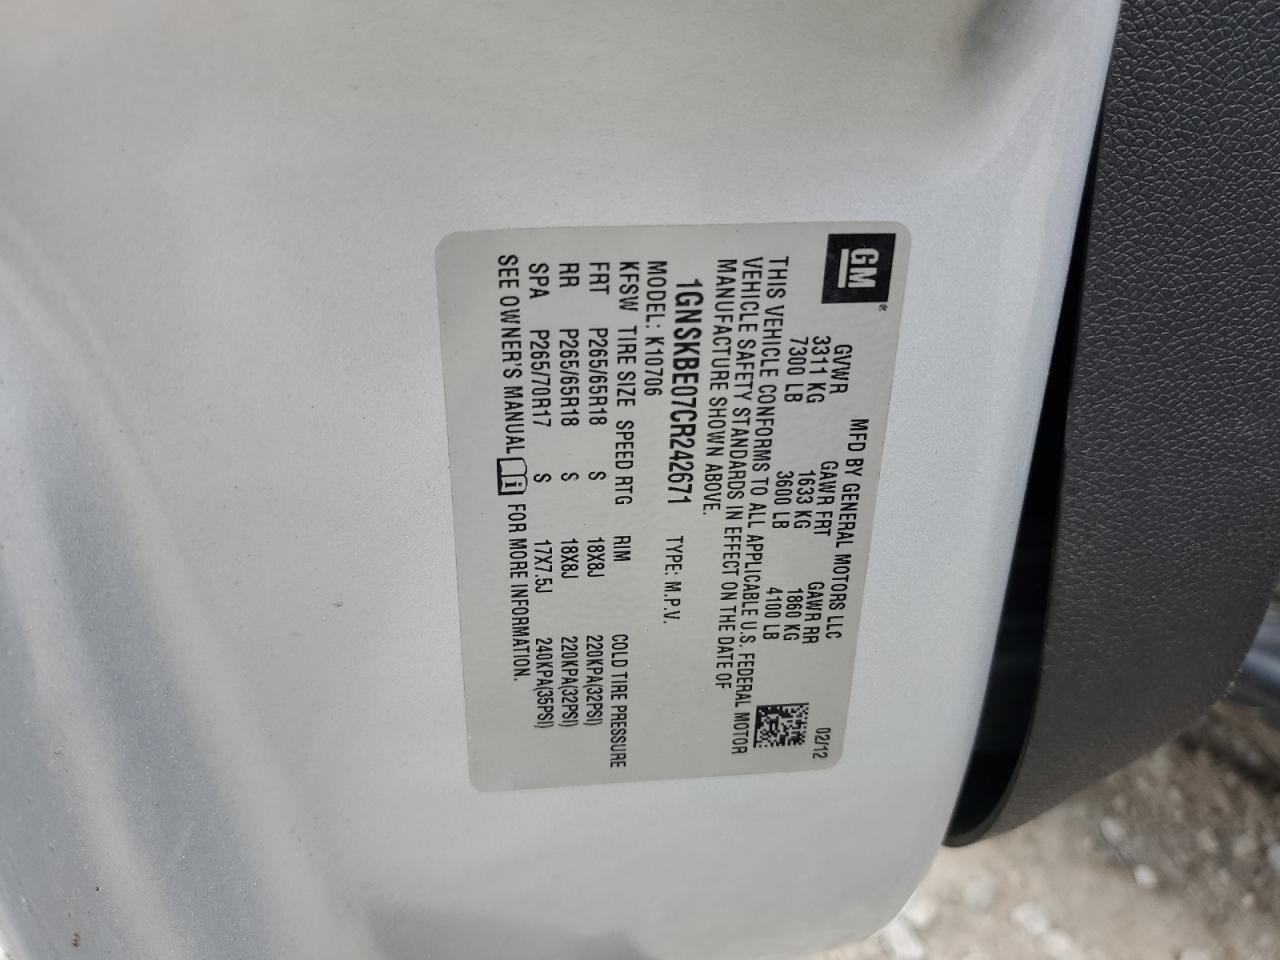 GM®
MFD BY GENERAL MOTORS LLC 02/12
GVWR GAWR FRT GAWR RR
3311 KG 1633 KG 1860 KG
7300 LB 3600 LB 4100 LB
THIS VEHICLE CONFORMS TO ALL APPLICABLE U.S. FEDERAL MOTOR
VEHICLE SAFETY STANDARDS IN EFFECT ON THE DATE OF
MANUFACTURE SHOWN ABOVE.
1GNSKBE07CR242671 TYPE: M.P.V.
MODEL: K10706
KFSW TIRE SIZE SPEED RTG RIM COLD TIRE PRESSURE
FRT P265/65R18 S 18X8J 220KPA(32PSI)
RR P265/65R18 S 18X8J 220KPA(32PSI)
SPA P265/70R17 S 17X7.5J 240KPA(35PSI)
SEE OWNER'S MANUAL i FOR MORE INFORMATION.